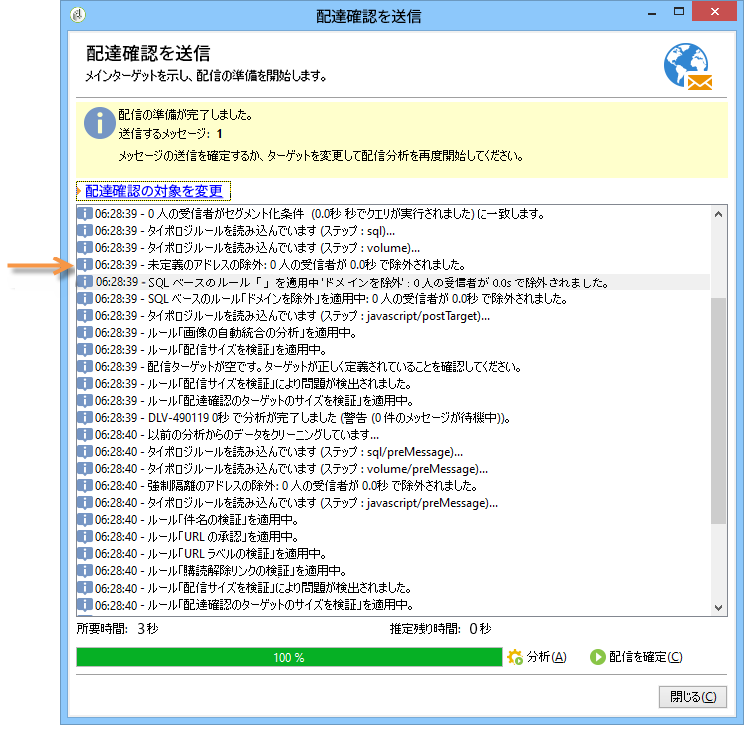 配達確認を送信
配達確認を送信
メインターゲットを示し、配信の準備を開始します。
配信の準備が完了しました。
送信するメッセージ: 1
メッセージの送信を確定するか、ターゲットを変更して配信分析を再度開始してください。
配達確認の対象を変更
06:28:39 - 0 人の受信者がセグメント化条件 (0.0秒 秒でクエリが実行されました) に一致します。
06:28:39 - タイポロジルールを読み込んでいます (ステップ : sql)...
06:28:39 - タイポロジルールを読み込んでいます (ステップ : volume)...
06:28:39 - 未定義のアドレスの除外: 0 人の受信者が 0.0秒 で除外されました。
06:28:39 - SQL ベースのルール「 」を適用中 'ドメインを除外' : 0 人の受信者が 0.0s で除外されました。
06:28:39 - SQL ベースのルール「ドメインを除外」を適用中: 0 人の受信者が 0.0秒 で除外されました。
06:28:39 - タイポロジルールを読み込んでいます (ステップ : javascript/postTarget)...
06:28:39 - ルール「画像の自動統合の分析」を適用中。
06:28:39 - ルール「配信サイズを検証」を適用中。
06:28:39 - 配信ターゲットが空です。ターゲットが正しく定義されていることを確認してください。
06:28:39 - ルール「配信サイズを検証」により問題が検出されました。
06:28:39 - ルール「配達確認のターゲットのサイズを検証」を適用中。
06:28:39 - DLV-490119 0秒 で分析が完了しました (警告 (0 件のメッセージが待機中))。
06:28:40 - 以前の分析からのデータをクリーニングしています...
06:28:40 - タイポロジルールを読み込んでいます (ステップ : sql/preMessage)...
06:28:40 - タイポロジルールを読み込んでいます (ステップ : volume/preMessage)...
06:28:40 - 強制隔離のアドレスの除外: 0 人の受信者が 0.0秒 で除外されました。
06:28:40 - タイポロジルールを読み込んでいます (ステップ : javascript/preMessage)...
06:28:40 - ルール「件名の検証」を適用中。
06:28:40 - ルール「URL の承認」を適用中。
06:28:40 - ルール「URL ラベルの検証」を適用中。
06:28:40 - ルール「購読解除リンクの検証」を適用中。
06:28:40 - ルール「配信サイズを検証」により問題が検出されました。
06:28:40 - ルール「配達確認のターゲットのサイズを検証」を適用中。
所要時間: 3秒 推定残り時間: 0秒
100 % 分析(A) 配信を確定(C)
閉じる(C)